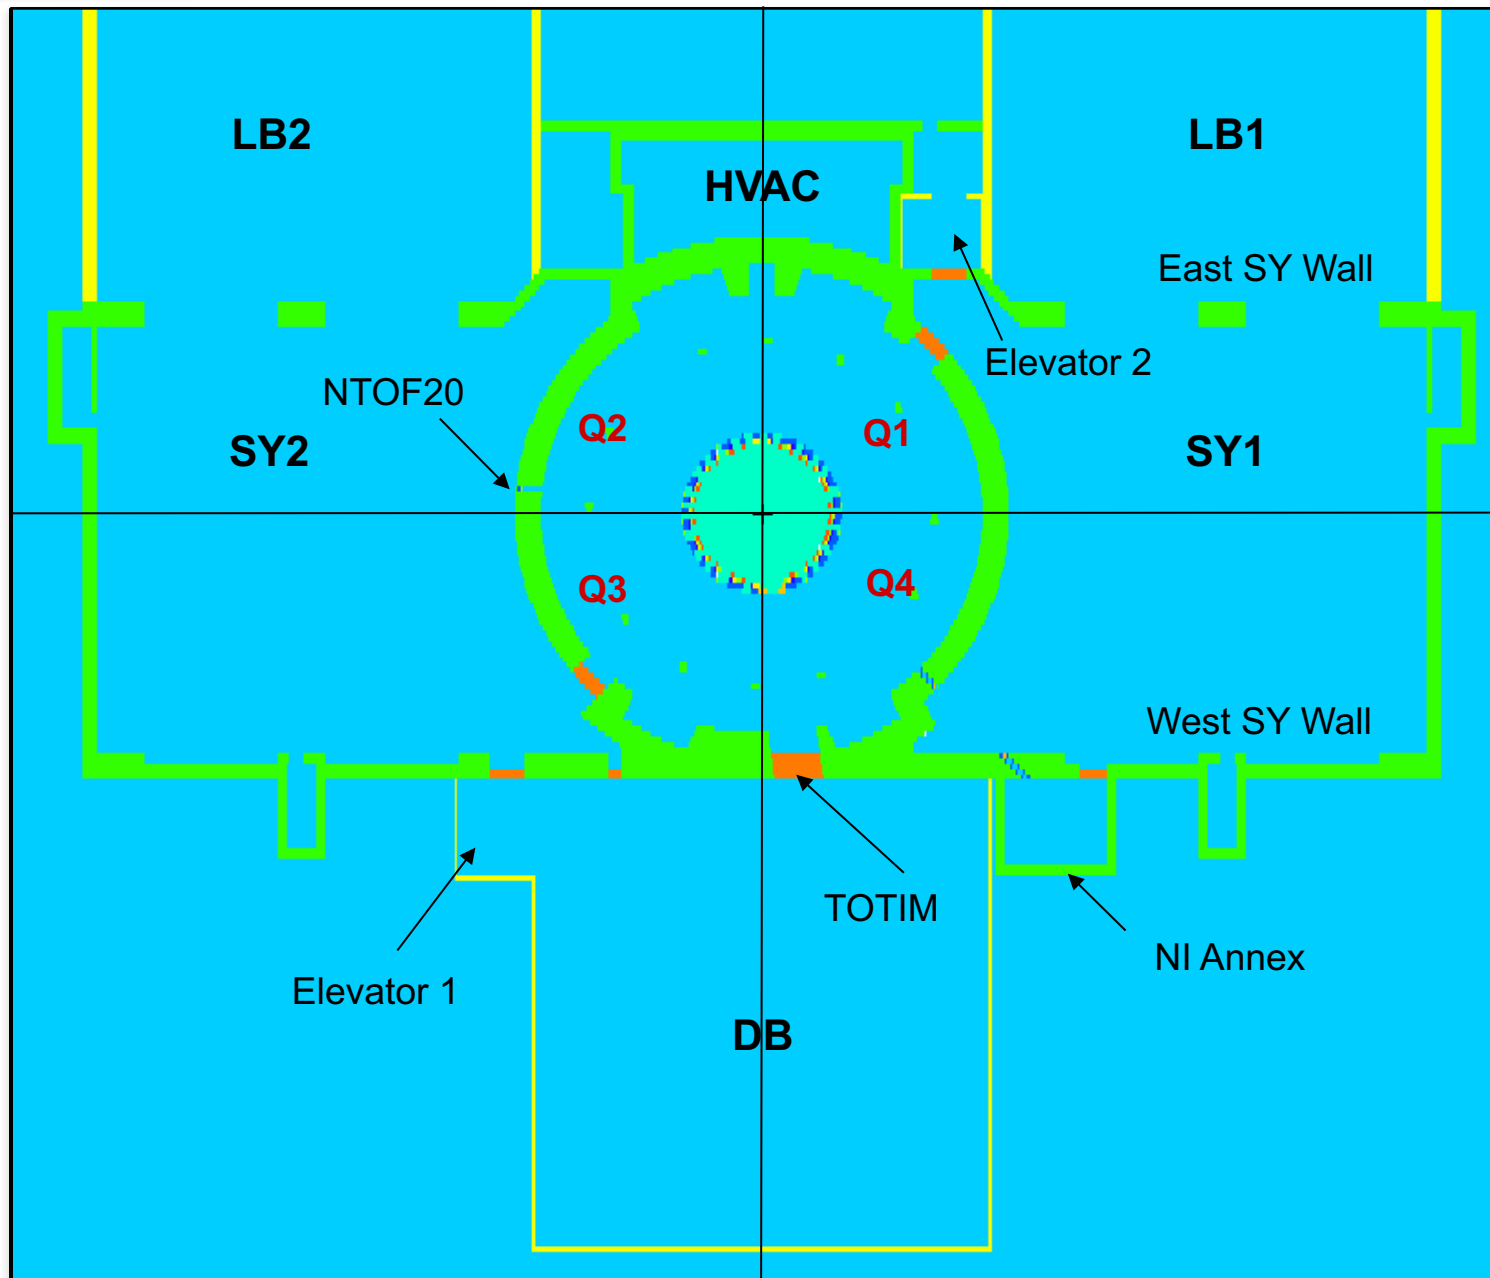 LB2
LB1
HVAC
East SY Wall
Elevator 2
NTOF20
Q2
Q1
SY2
SY1
Q3
Q4
West SY Wall
TOTIM
NI Annex
Elevator 1
DB